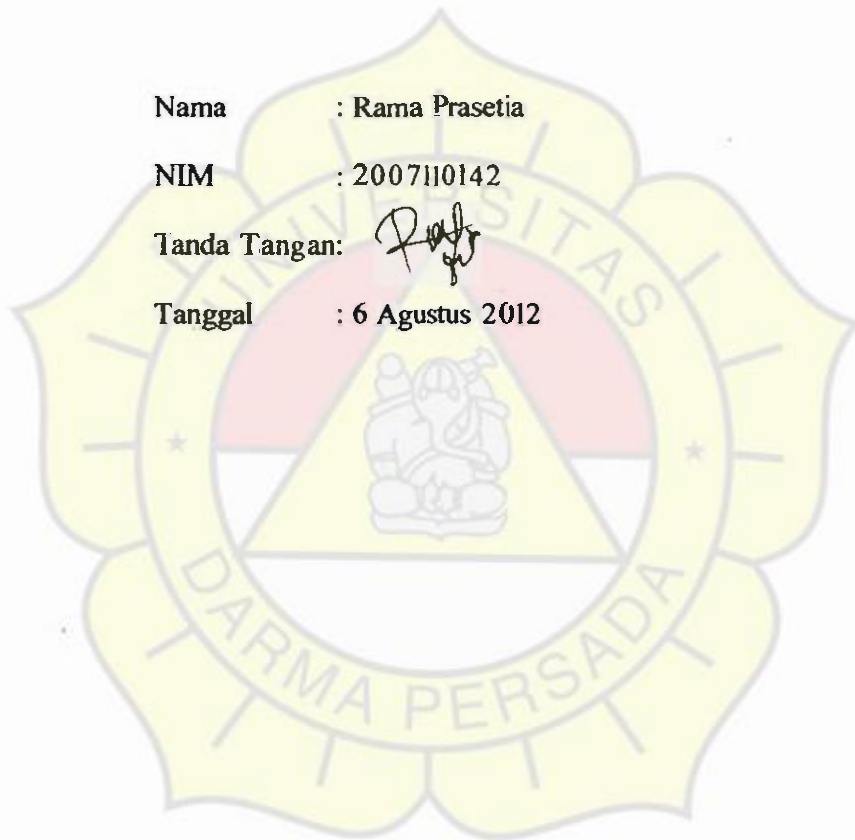 Nama : Rama Prasetia
NIM : 2007110142
Tanda Tangan:
Tanggal : 6 Agustus 2012
UNIVERSITAS
DARMA PERSADA